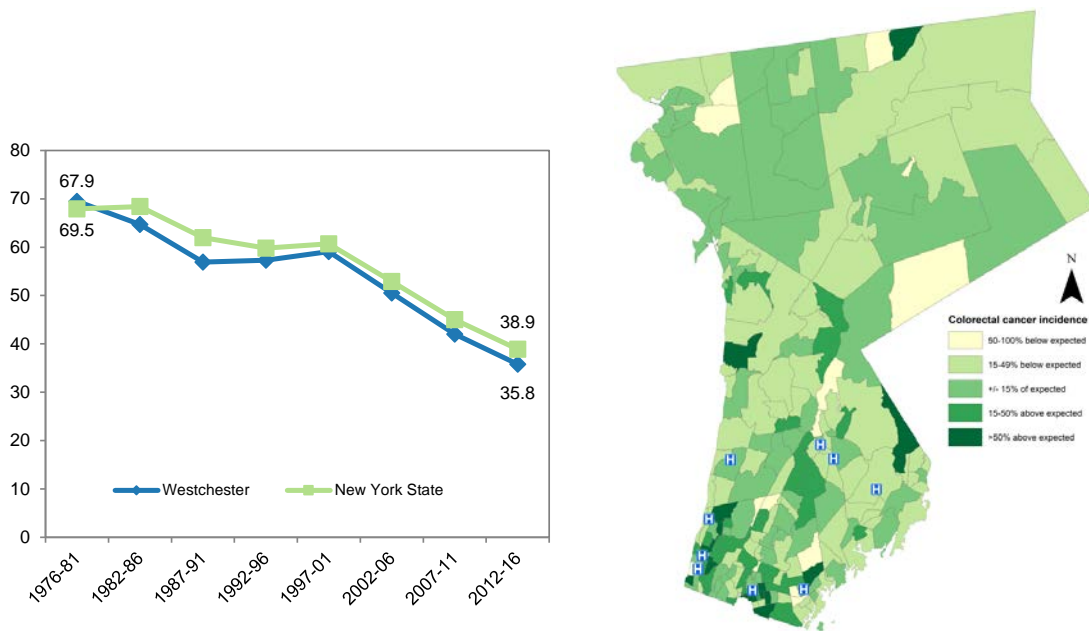 80
70
60
50
40
30
20
10
0
67.9
69.5
38.9
35.8
Westchester
New York State
1976-81
1982-86
1987-91
1992-96
1997-01
2002-06
2007-11
2012-16
N
Colorectal cancer incidence
50-100% below expected
15-49% below expected
+/- 15% of expected
15-50% above expected
>50% above expected
H
H
H
H
H
H
H
H
H